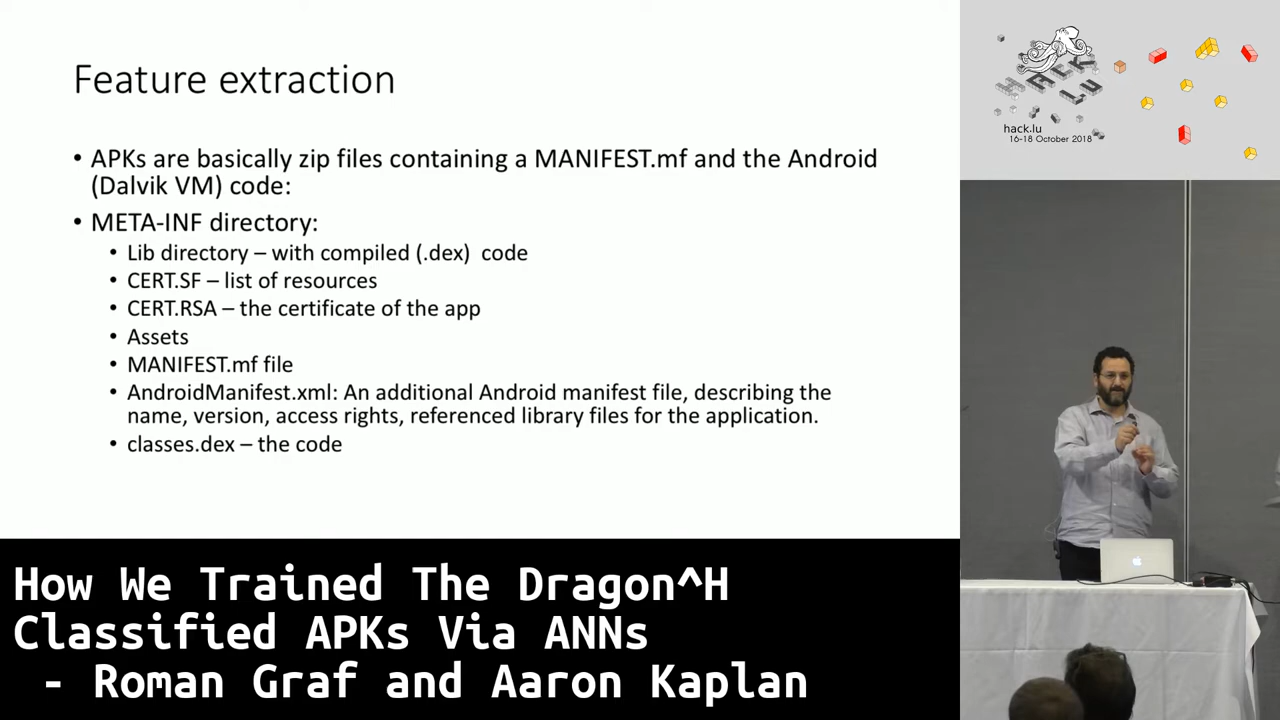 Feature extraction
• APKs are basically zip files containing a MANIFEST.mf and the Android
(Dalvik VM) code:
• META-INF directory:
• Lib directory – with compiled (.dex)  code
• CERT.SF – list of resources
• CERT.RSA – the certificate of the app
• Assets
• MANIFEST.mf file
• AndroidManifest.xml: An additional Android manifest file, describing the
name, version, access rights, referenced library files for the application.
• classes.dex – the code
How We Trained The Dragon^H
Classified APKs Via ANNs
- Roman Graf and Aaron Kaplan
HACK
LU
hack.lu
16-18 October 2018